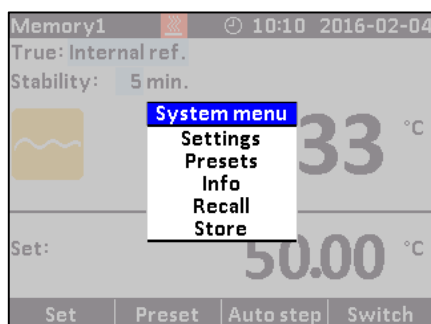 Memory1 10:10 2016-02-04
True: Internal ref.
Stability: 5 min.
System menu
Settings
Presets
Info
Recall
Store
33 °C
Set: 50.00 °C
Set Preset Auto step Switch